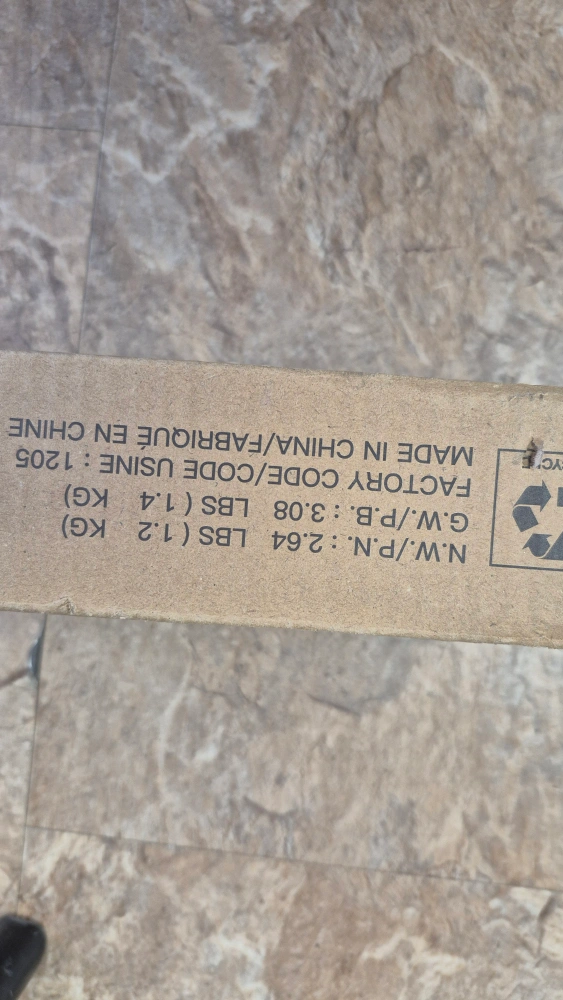 N.W./P.N. : 2.64 LBS ( 1.2 KG)
G.W./P.B. : 3.08 LBS ( 1.4 KG)
FACTORY CODE/CODE USINE : 1205
MADE IN CHINA/FABRIQUÉ EN CHINE